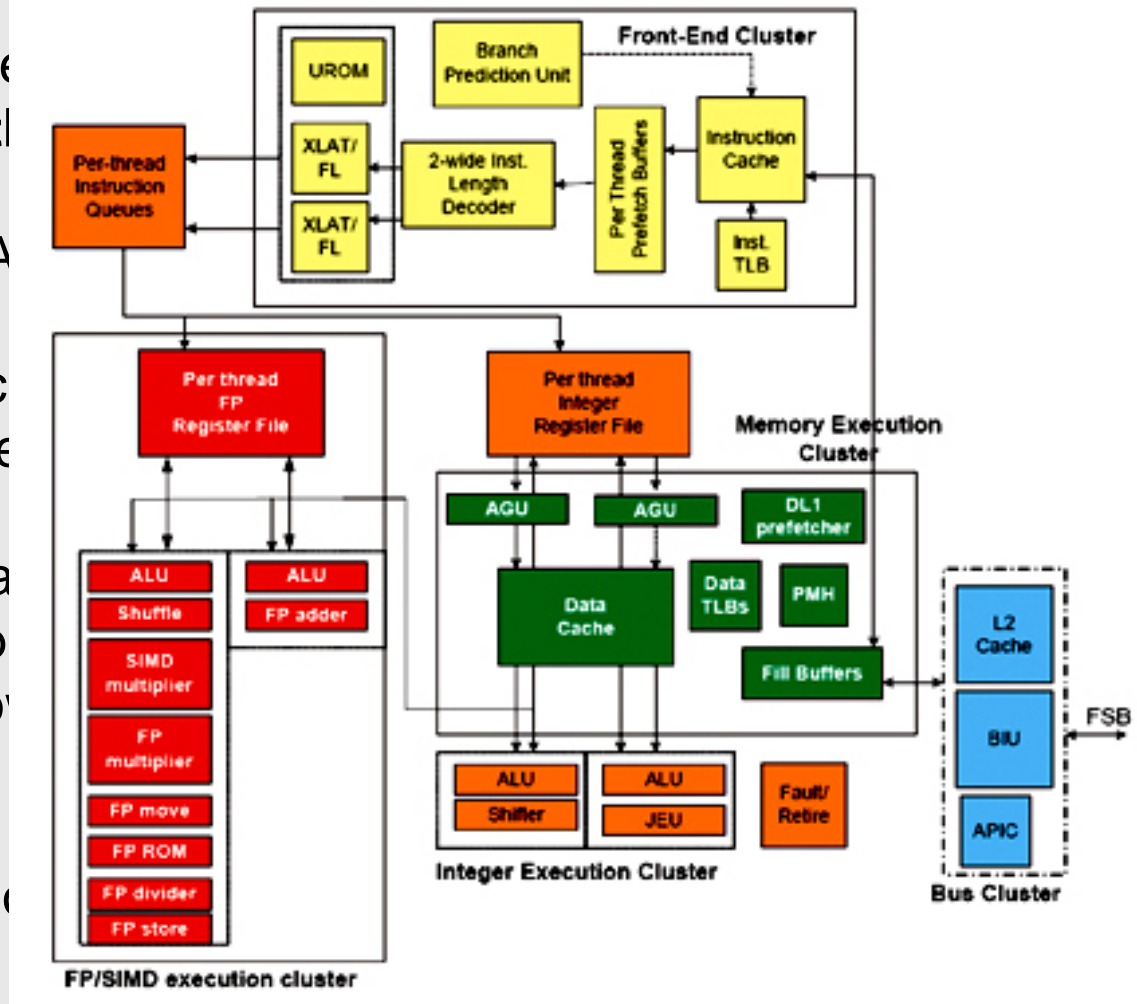 Front-End Cluster
UROM
Branch
Prediction Unit
XLAT/
FL
XLAT/
FL
2-wide Inst.
Length
Decoder
Per Thread
Prefetch Buffers
Instruction
Cache
Inst.
TLB
Per-thread
Instruction
Queues
Per thread
FP
Register File
Per thread
Integer
Register File
Memory Execution
Cluster
AGU
AGU
DL1
prefetcher
Data
Cache
Data
TLBs
PMH
Fill Buffers
ALU
Shuffle
SIMD
multiplier
FP
multiplier
FP move
FP ROM
FP divider
FP store
ALU
FP adder
FP/SIMD execution cluster
ALU
Shifter
ALU
JEU
Fault/
Retire
Integer Execution Cluster
L2
Cache
BIU
APIC
FSB
Bus Cluster